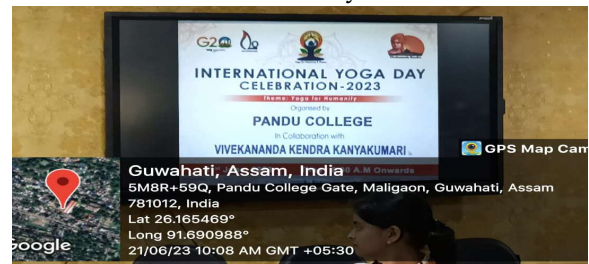 G20
INTERNATIONAL YOGA DAY
CELEBRATION-2023
Theme: Yoga for Humanity
Organised by
PANDU COLLEGE
In Collaboration with
VIVEKANANDA KENDRA KANYAKUMARI
A.M Onwards
GPS Map Cam
Guwahati, Assam, India
5M8R+59Q, Pandu College Gate, Maligaon, Guwahati, Assam
781012, India
Lat 26.165469°
Long 91.690988°
21/06/23 10:08 AM GMT +05:30
Google